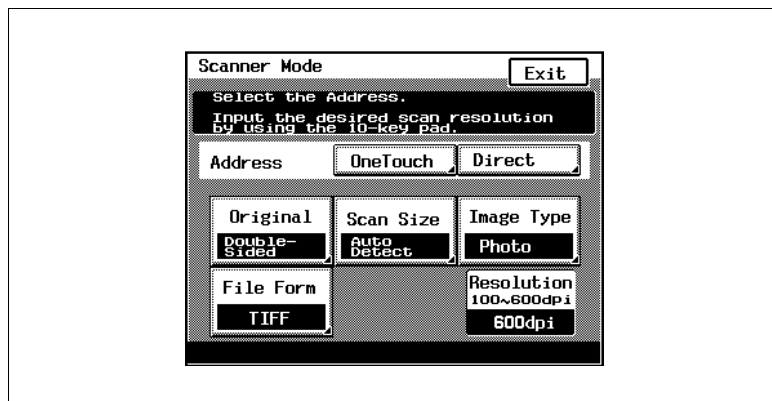 Scanner Mode
Exit
Select the Address.
Input the desired scan resolution
by using the 10-key pad.
Address
OneTouch
Direct
Original
Double-
Sided
Scan Size
Auto
Detect
Image Type
Photo
File Form
TIFF
Resolution
100~600dpi
600dpi